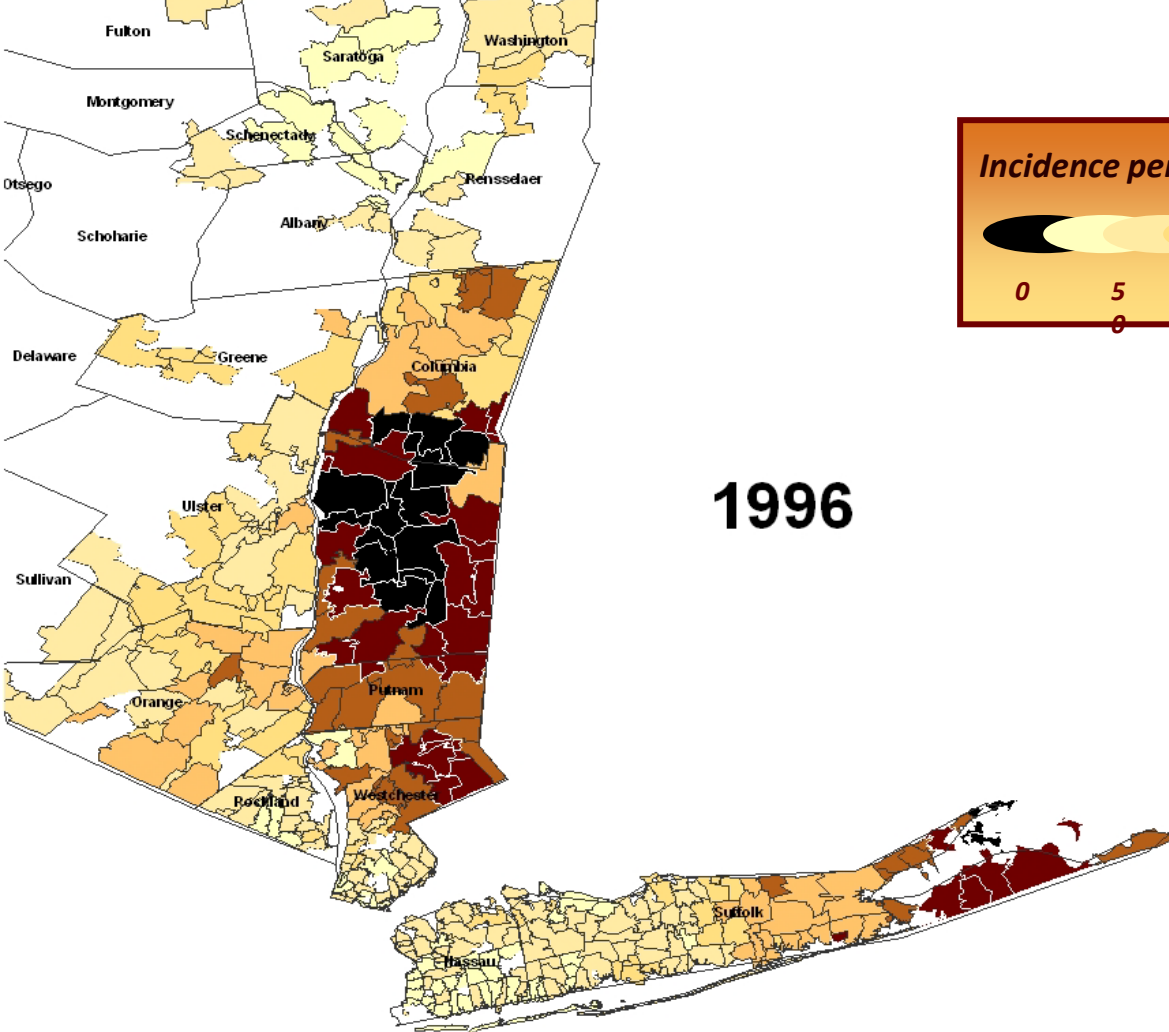 Fulton
Washington
Saratoga
Montgomery
Schenectady
Incidence per
Otsego
Rensselaer
Albany
Schoharie
0
5
0
Delaware
Greene
Columbia
1996
Ulster
Sullivan
Putnam
Orange
Westchester
Rockland
Suffolk
Nassau